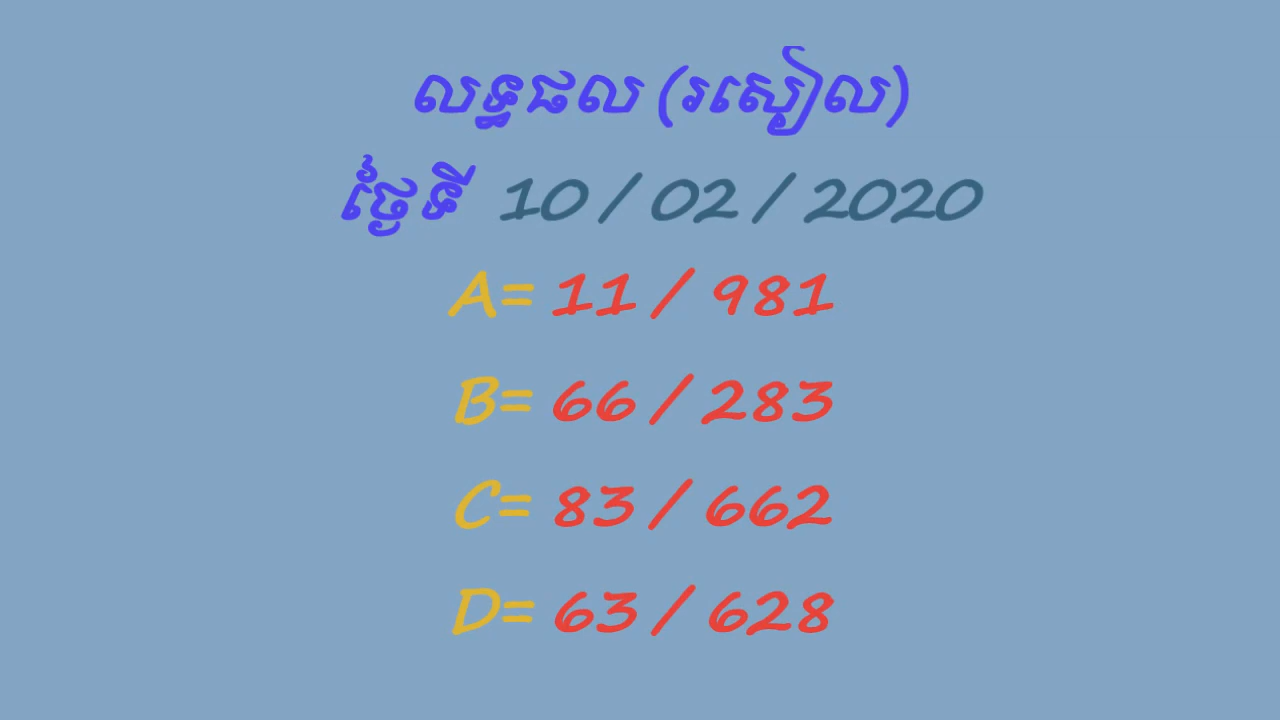 លទ្ធផល (រសៀល)
ថ្ងៃទី 10 / 02 / 2020
A= 11 / 981
B= 66 / 283
C= 83 / 662
D= 63 / 628